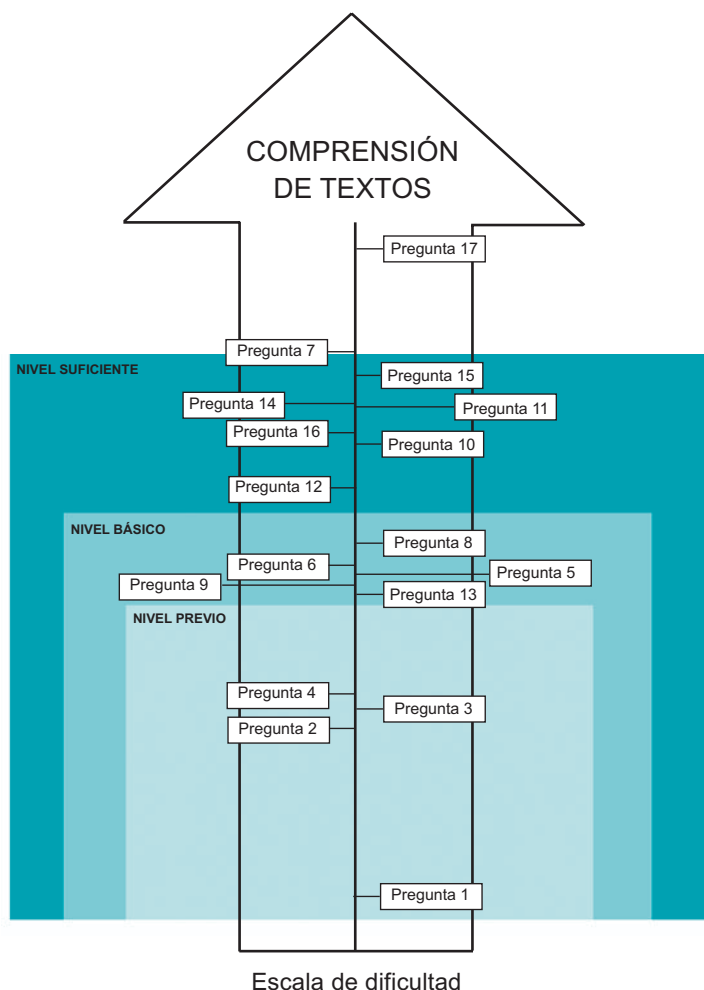 COMPRENSIÓN
DE TEXTOS
Pregunta 17
Pregunta 7
NIVEL SUFICIENTE
Pregunta 15
Pregunta 14
Pregunta 11
Pregunta 16
Pregunta 10
Pregunta 12
NIVEL BÁSICO
Pregunta 8
Pregunta 6
Pregunta 5
Pregunta 9
Pregunta 13
NIVEL PREVIO
Pregunta 4
Pregunta 3
Pregunta 2
Pregunta 1
Escala de dificultad